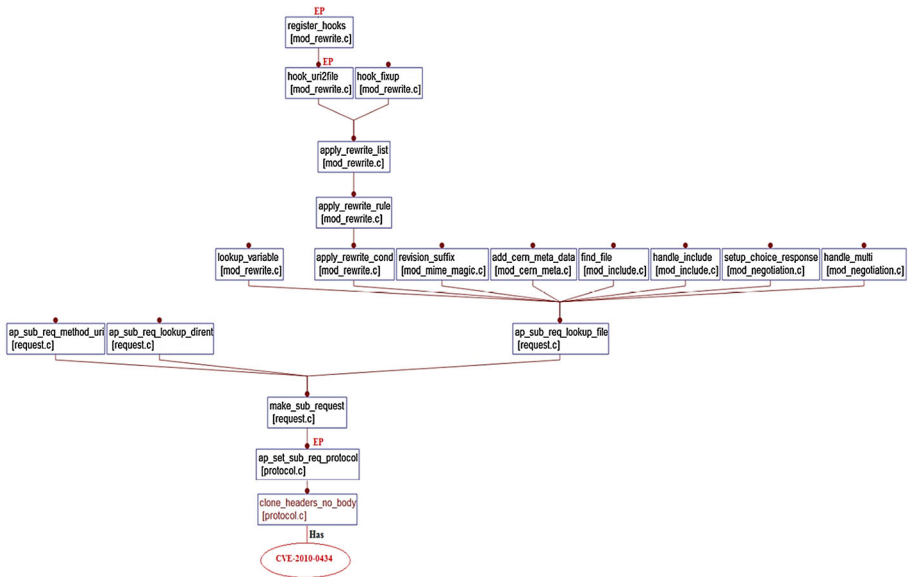 EP
register_hooks
[mod_rewrite.c]
EP
hook_uri2file
[mod_rewrite.c]
hook_fixup
[mod_rewrite.c]
apply_rewrite_list
[mod_rewrite.c]
apply_rewrite_rule
[mod_rewrite.c]
lookup_variable
[mod_rewrite.c]
apply_rewrite_cond
[mod_rewrite.c]
revision_suffix
[mod_mime_magic.c]
add_cern_meta_data
[mod_cern_meta.c]
find_file
[mod_include.c]
handle_include
[mod_include.c]
setup_choice_response
[mod_negotiation.c]
handle_multi
[mod_negotiation.c]
ap_sub_req_method_uri
[request.c]
ap_sub_req_lookup_dirent
[request.c]
ap_sub_req_lookup_file
[request.c]
make_sub_request
[request.c]
EP
ap_set_sub_req_protocol
[protocol.c]
clone_headers_no_body
[protocol.c]
Has
CVE-2010-0434